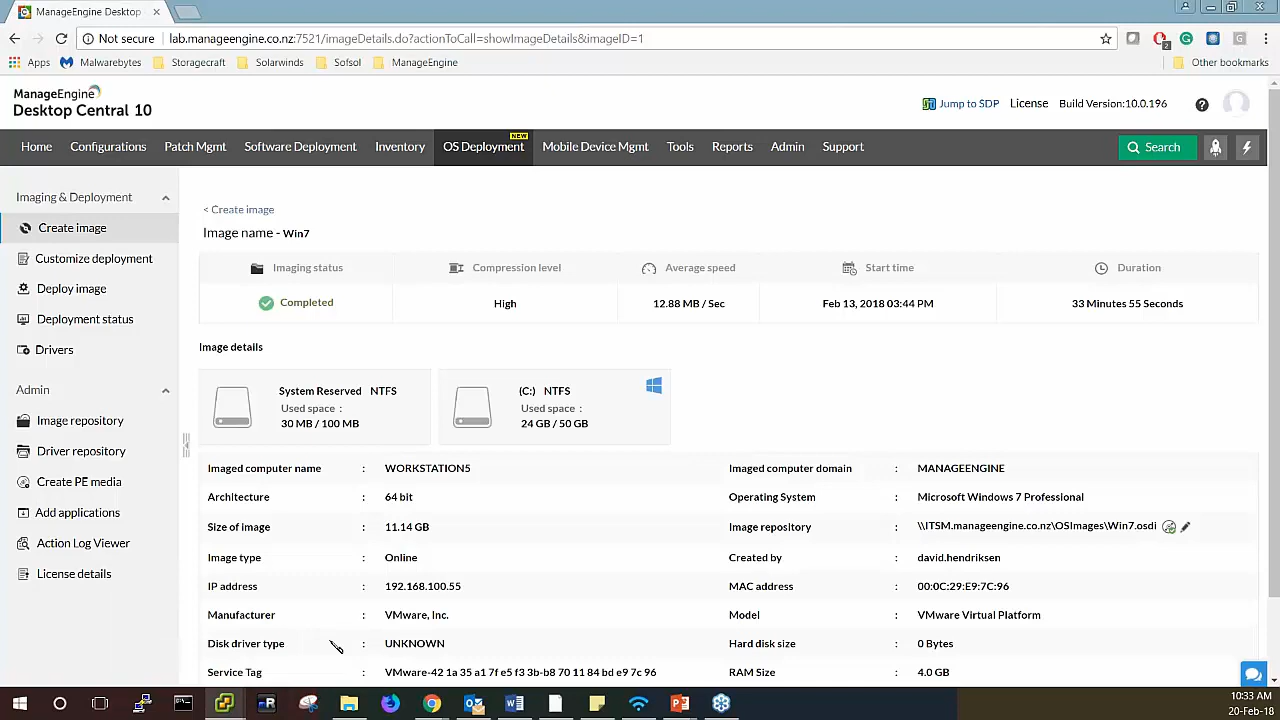 ManageEngine Desktop
Not secure
lab.manageengine.co.nz:7521/imageDetails.do?actionToCall=showImageDetails&imageID=1
2
Apps
Malwarebytes
Storagecraft
Solarwinds
Sofsol
ManageEngine
Other bookmarks
ManageEngine
Desktop Central 10
Jump to SDP
License
Build Version:10.0.196
NEW
Home
Configurations
Patch Mgmt
Software Deployment
Inventory
OS Deployment
Mobile Device Mgmt
Tools
Reports
Admin
Support
Search
Imaging & Deployment
Create image
Customize deployment
Deploy image
Deployment status
Drivers
Admin
Image repository
Driver repository
Create PE media
Add applications
Action Log Viewer
License details
< Create image
Image name - Win7
Imaging status
Compression level
Average speed
Start time
Duration
Completed
High
12.88 MB / Sec
Feb 13, 2018 03:44 PM
33 Minutes 55 Seconds
Image details
System Reserved NTFS
Used space :
30 MB / 100 MB
(C:) NTFS
Used space :
24 GB / 50 GB
Imaged computer name : WORKSTATION5
Imaged computer domain : MANAGEENGINE
Architecture : 64 bit
Operating System : Microsoft Windows 7 Professional
Size of image : 11.14 GB
Image repository : \\ITSM.manageengine.co.nz\OSImages\Win7.osdi
Image type : Online
Created by : david.hendriksen
IP address : 192.168.100.55
MAC address : 00:0C:29:E9:7C:96
Manufacturer : VMware, Inc.
Model : VMware Virtual Platform
Disk driver type : UNKNOWN
Hard disk size : 0 Bytes
Service Tag : VMware-42 1a 35 a1 7f e5 f3 3b-b8 70 11 84 bd e9 7c 96
RAM Size : 4.0 GB
10:33 AM
20-Feb-18